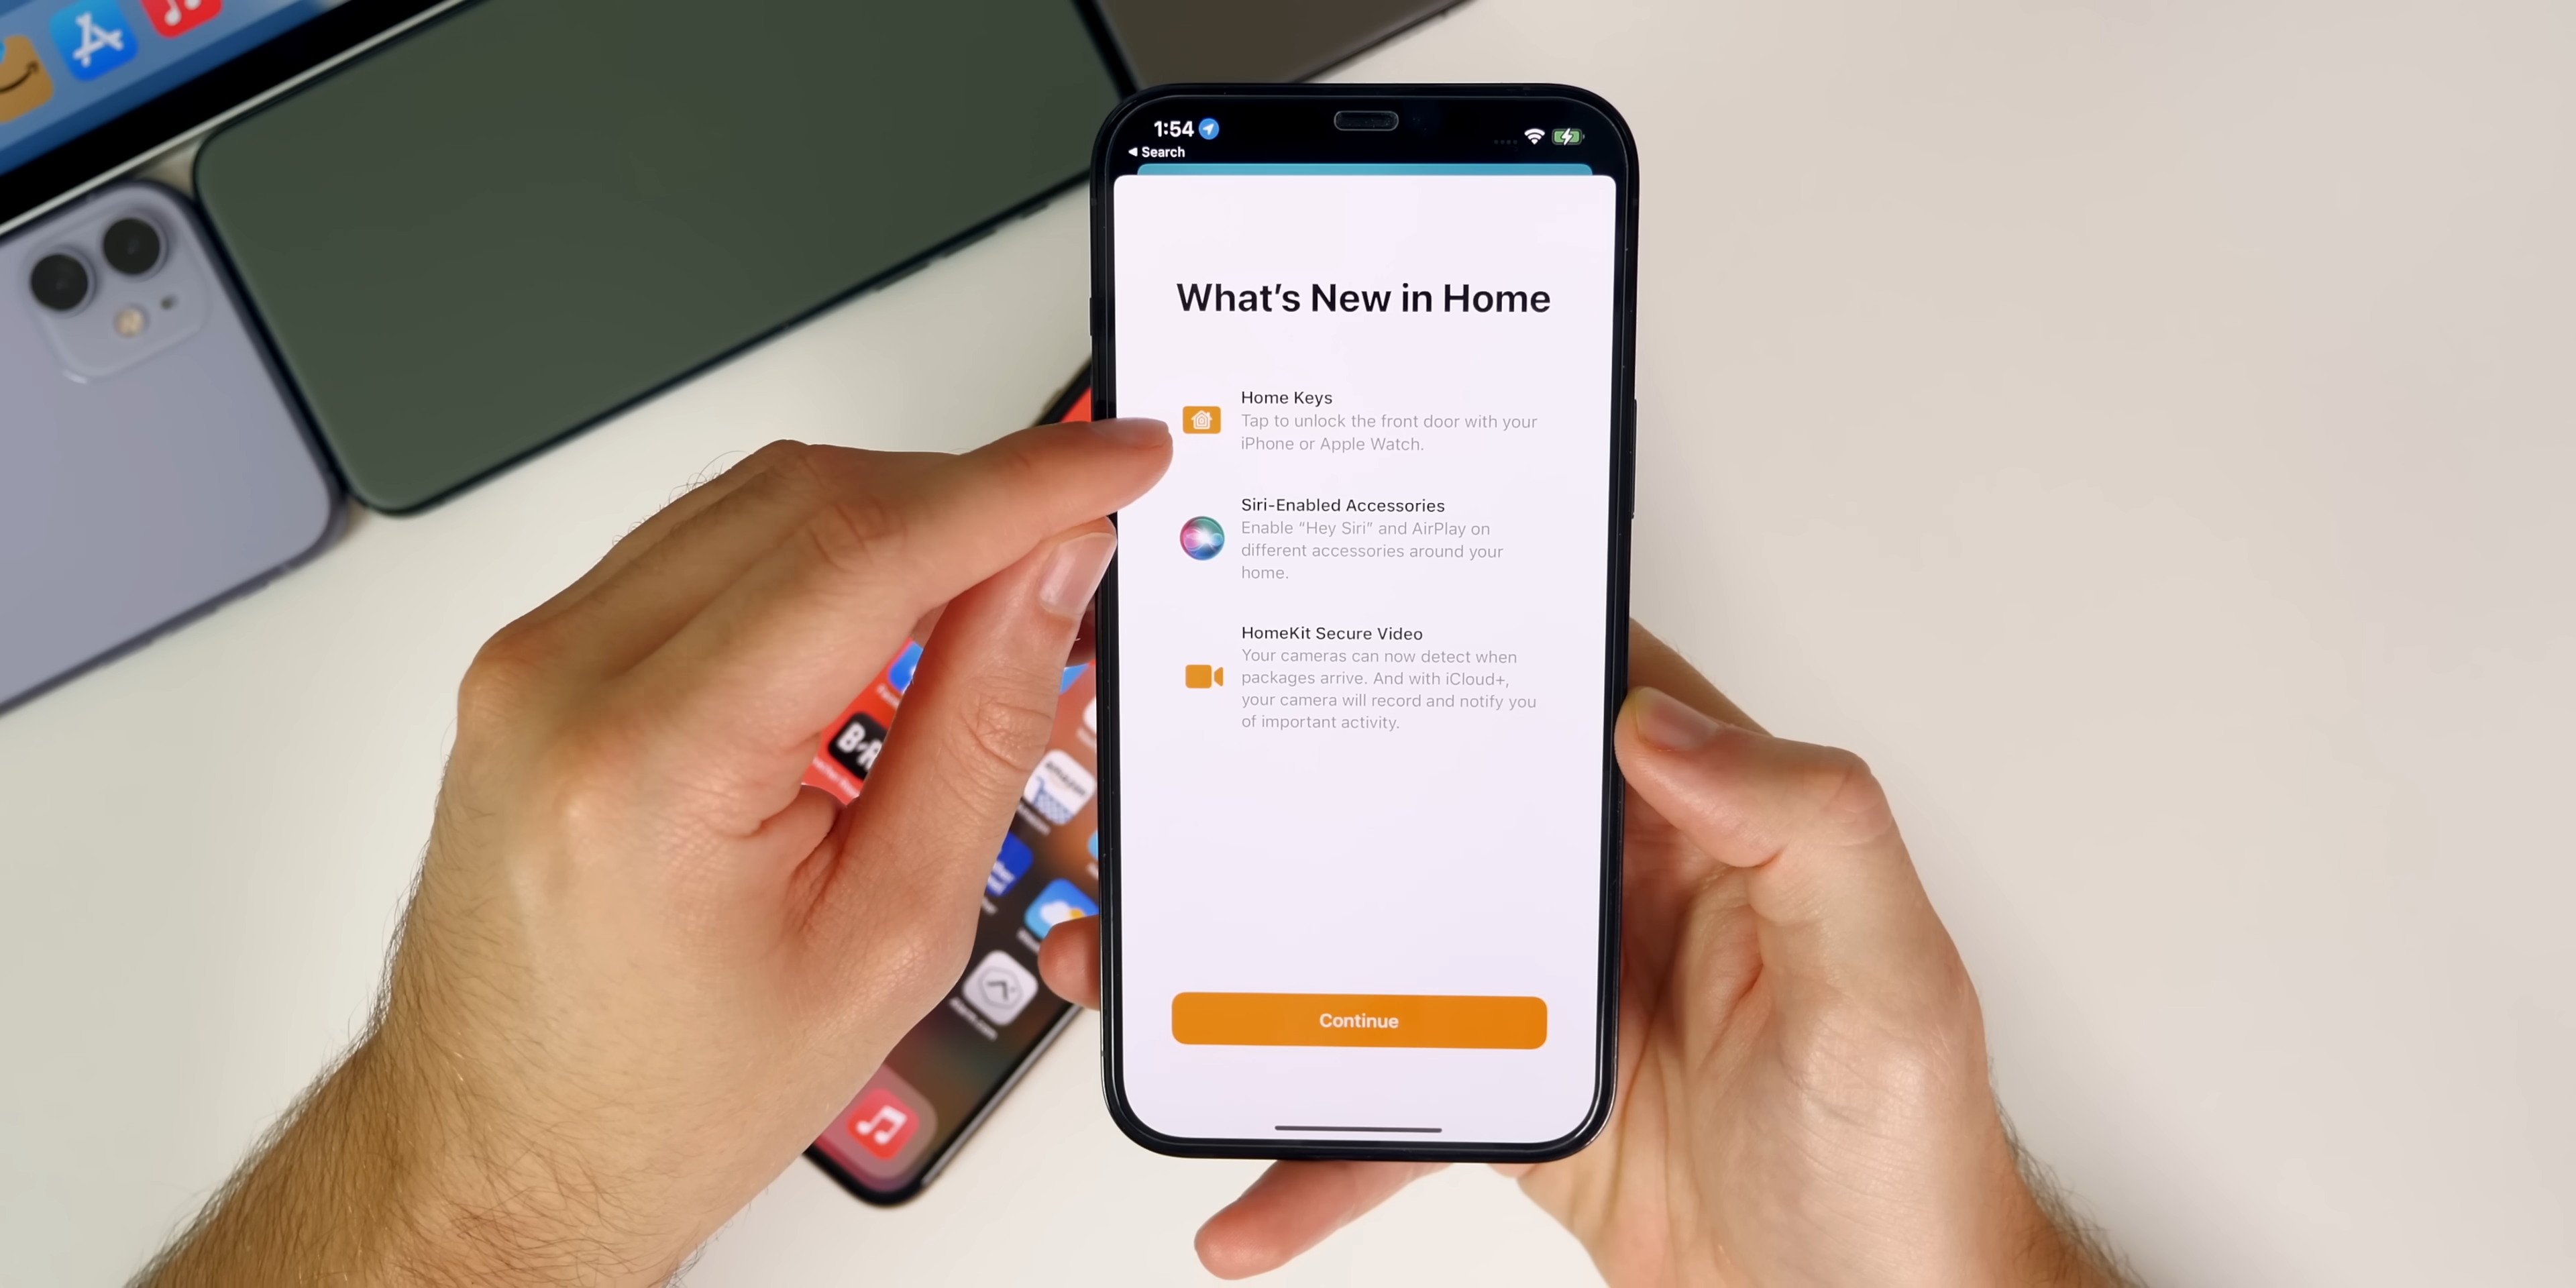 1:54
Search
What's New in Home
Home Keys
Tap to unlock the front door with your
iPhone or Apple Watch.
Siri-Enabled Accessories
Enable “Hey Siri” and AirPlay on
different accessories around your
home.
HomeKit Secure Video
Your cameras can now detect when
packages arrive. And with iCloud+,
your camera will record and notify you
of important activity.
Continue
amazon